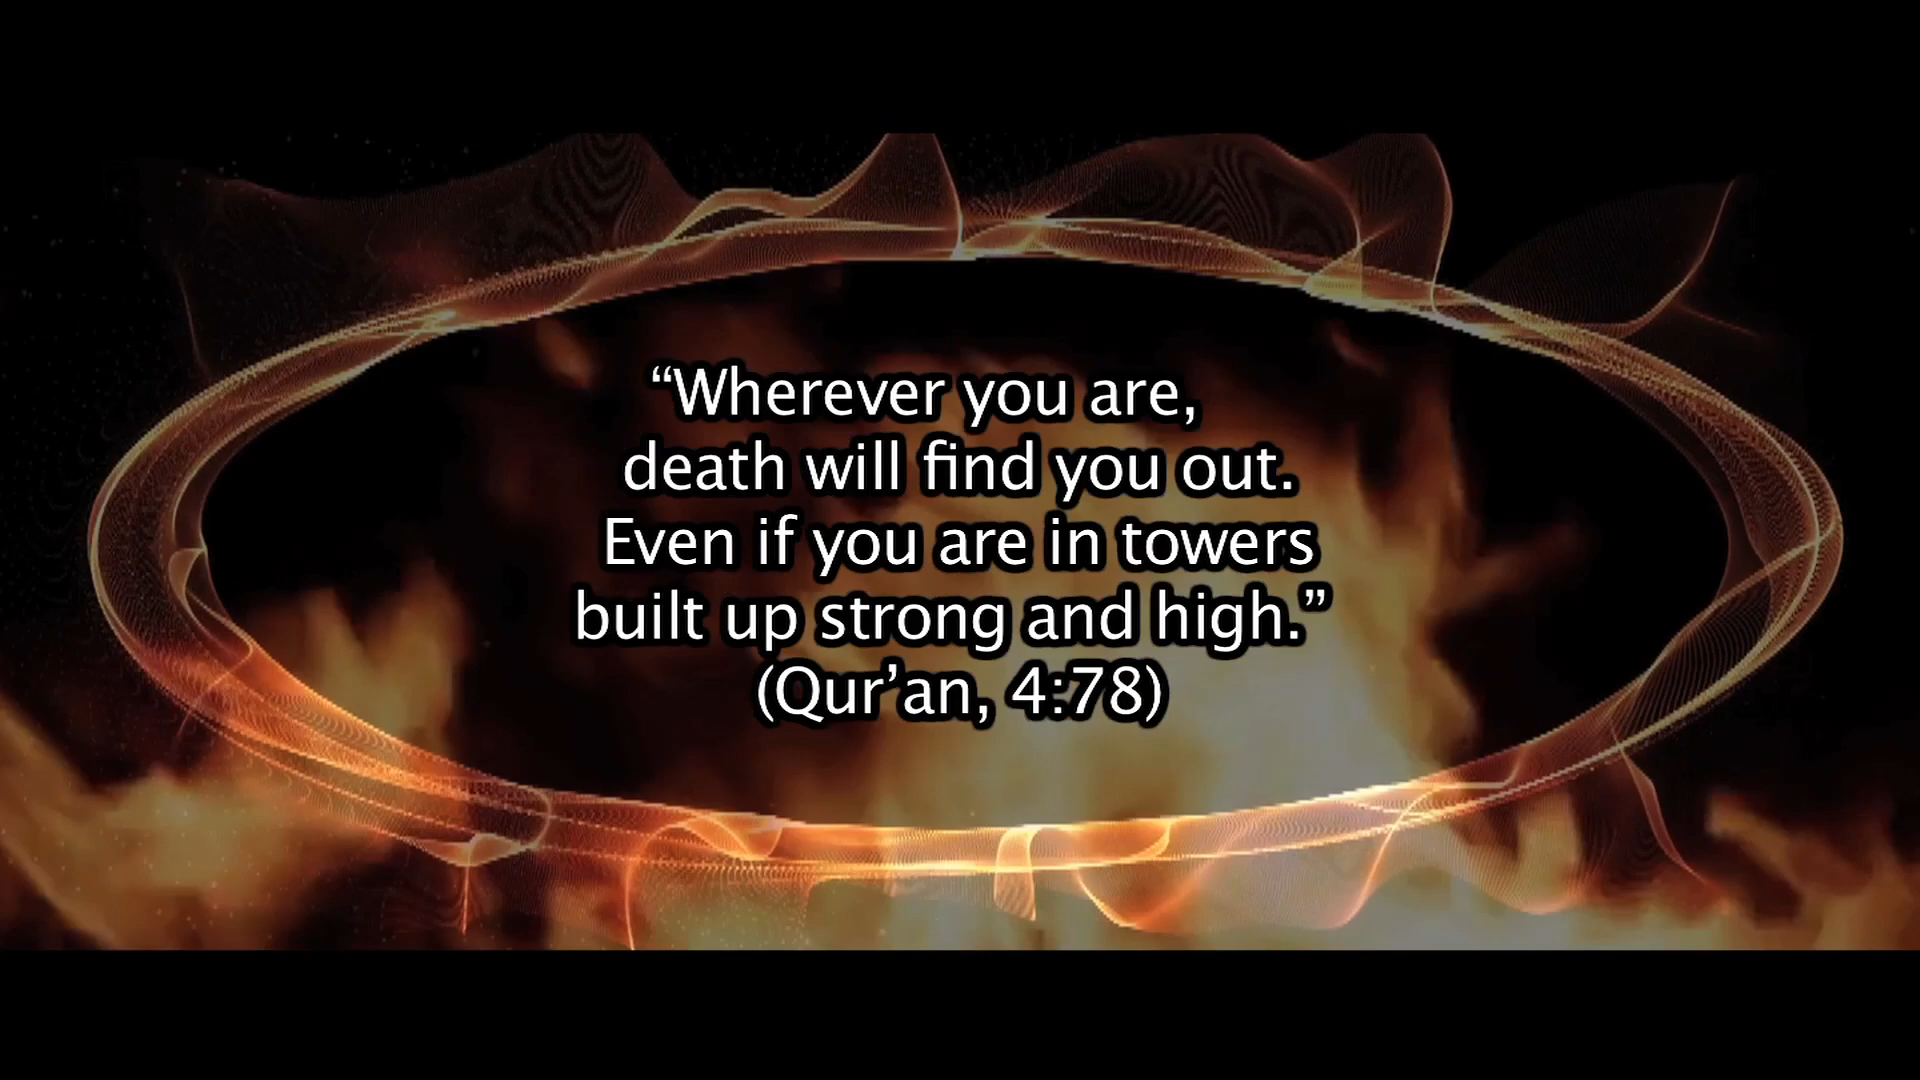 “Wherever you are,
death will find you out.
Even if you are in towers
built up strong and high.”
(Qur’an, 4:78)